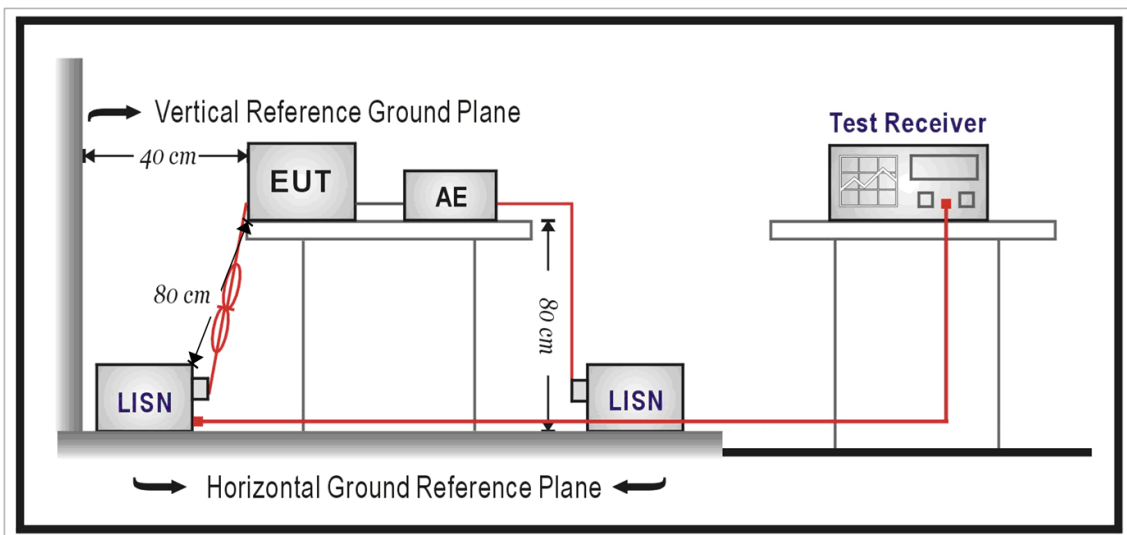 Vertical Reference Ground Plane
Test Receiver
40 cm
EUT
AE
80 cm
80 cm
LISN
LISN
Horizontal Ground Reference Plane